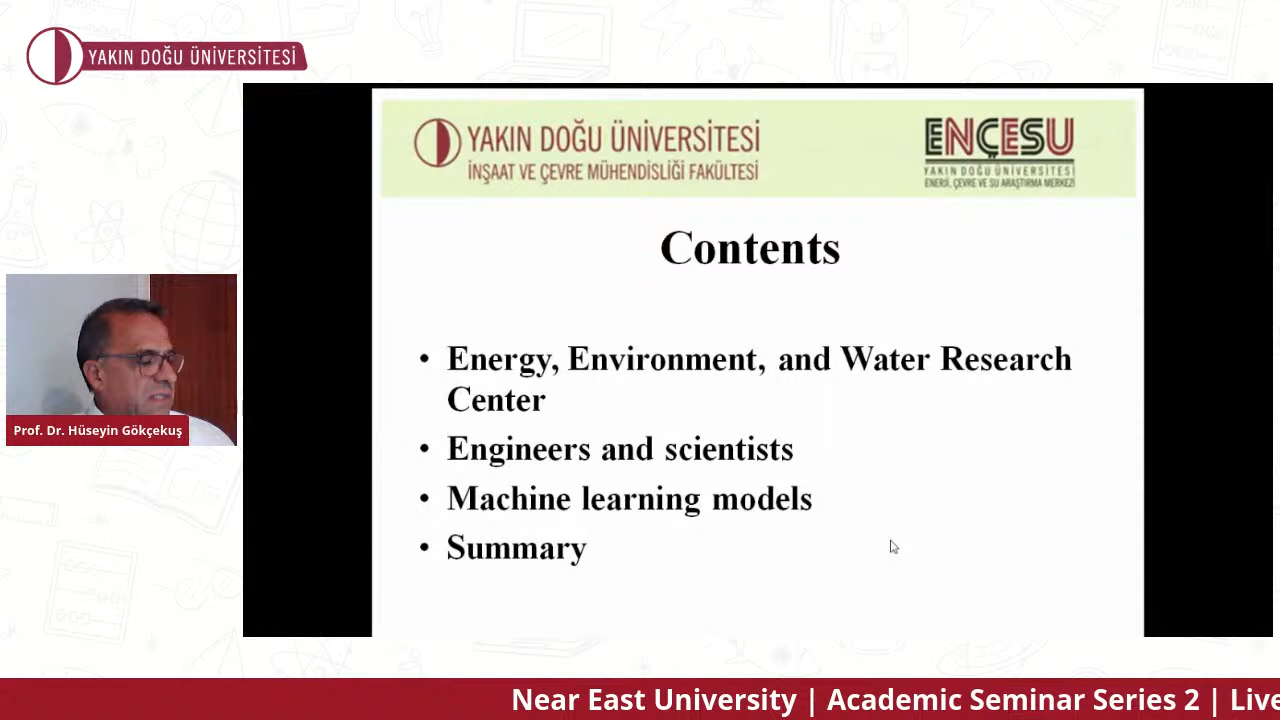 YAKIN DOĞU ÜNİVERSİTESİ
YAKIN DOĞU ÜNİVERSİTESİ
İNŞAAT VE ÇEVRE MÜHENDİSLİĞİ FAKÜLTESİ
ENÇESU
YAKIN DOĞU ÜNİVERSİTESİ
ENERJİ, ÇEVRE VE SU ARAŞTIRMA MERKEZİ
Contents
• Energy, Environment, and Water Research
Center
• Engineers and scientists
• Machine learning models
• Summary
Prof. Dr. Hüseyin Gökçekuş
Near East University | Academic Seminar Series 2 | Live